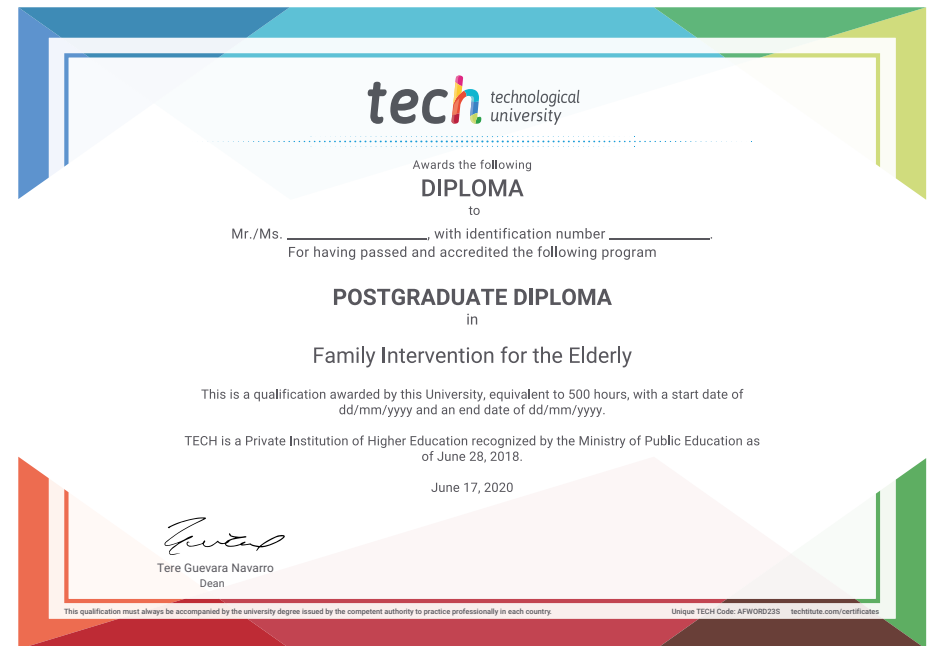 tech technological
university
Awards the following
DIPLOMA
to
Mr./Ms. ____________________, with identification number ______________.
For having passed and accredited the following program
POSTGRADUATE DIPLOMA
in
Family Intervention for the Elderly
This is a qualification awarded by this University, equivalent to 500 hours, with a start date of
dd/mm/yyyy and an end date of dd/mm/yyyy.
TECH is a Private Institution of Higher Education recognized by the Ministry of Public Education as
of June 28, 2018.
June 17, 2020
Tere Guevara Navarro
Dean
This qualification must always be accompanied by the university degree issued by the competent authority to practice professionally in each country. Unique TECH Code: AFWORD23S techtitute.com/certificates